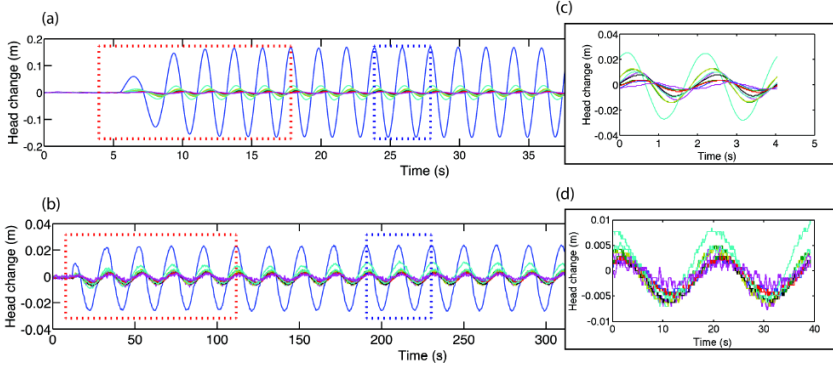 (a)
Head change (m)
0.2
0.1
0
-0.1
-0.2
0 5 10 15 20 25 30 35
Time (s)
(c)
Head change (m)
0.04
0.02
0
-0.02
-0.04
0 1 2 3 4 5
Time (s)
(b)
Head change (m)
0.04
0.02
0
-0.02
-0.04
0 50 100 150 200 250 300
Time (s)
(d)
Head change (m)
0.01
0.005
0
-0.005
-0.01
0 10 20 30 40
Time (s)